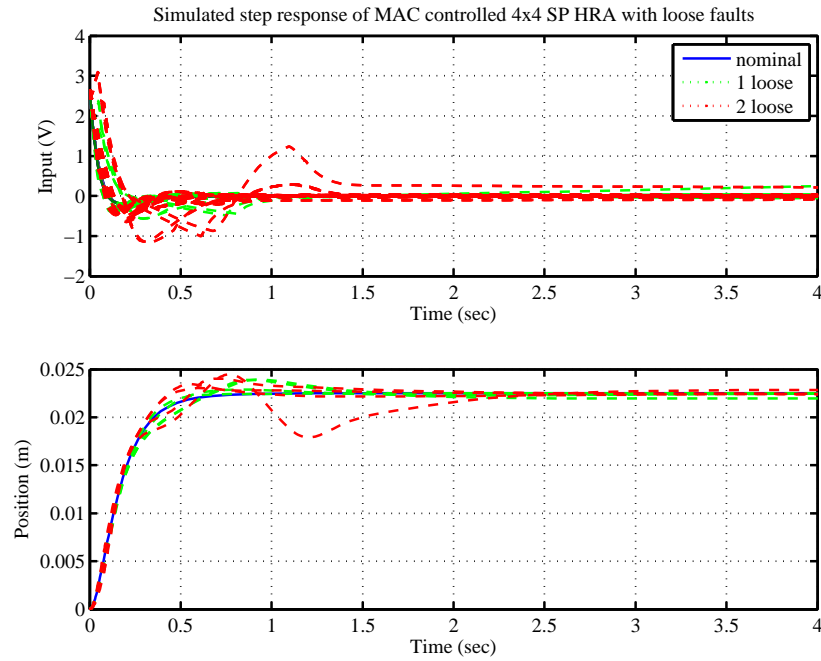 Simulated step response of MAC controlled 4x4 SP HRA with loose faults
4
3
2
1
0
−1
−2
Input (V)
nominal
1 loose
2 loose
0 0.5 1 1.5 2 2.5 3 3.5 4
Time (sec)
0.025
0.02
0.015
0.01
0.005
0
Position (m)
0 0.5 1 1.5 2 2.5 3 3.5 4
Time (sec)